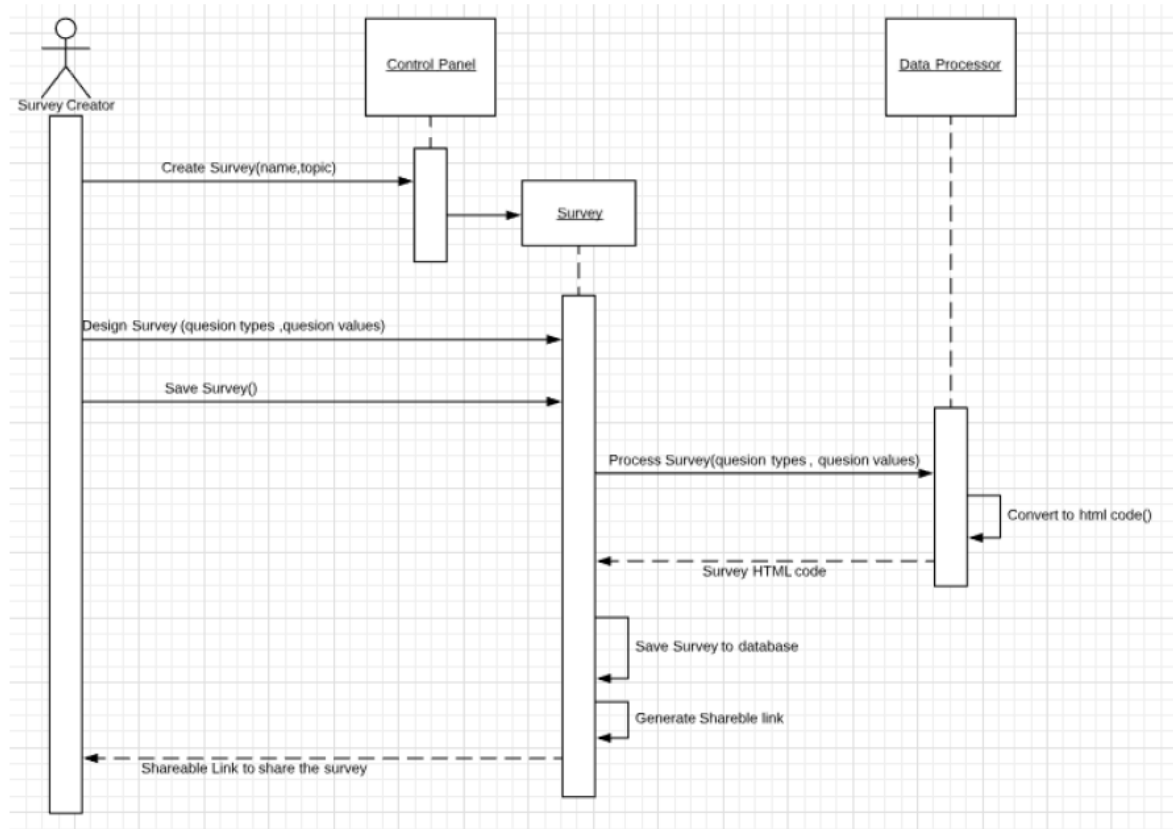 Control Panel
Data Processor
Survey Creator
Create Survey(name,topic)
Survey
Design Survey (quesion types ,quesion values)
Save Survey()
Process Survey(quesion types , quesion values)
Convert to html code()
Survey HTML code
Save Survey to database
Generate Shareble link
Shareable Link to share the survey